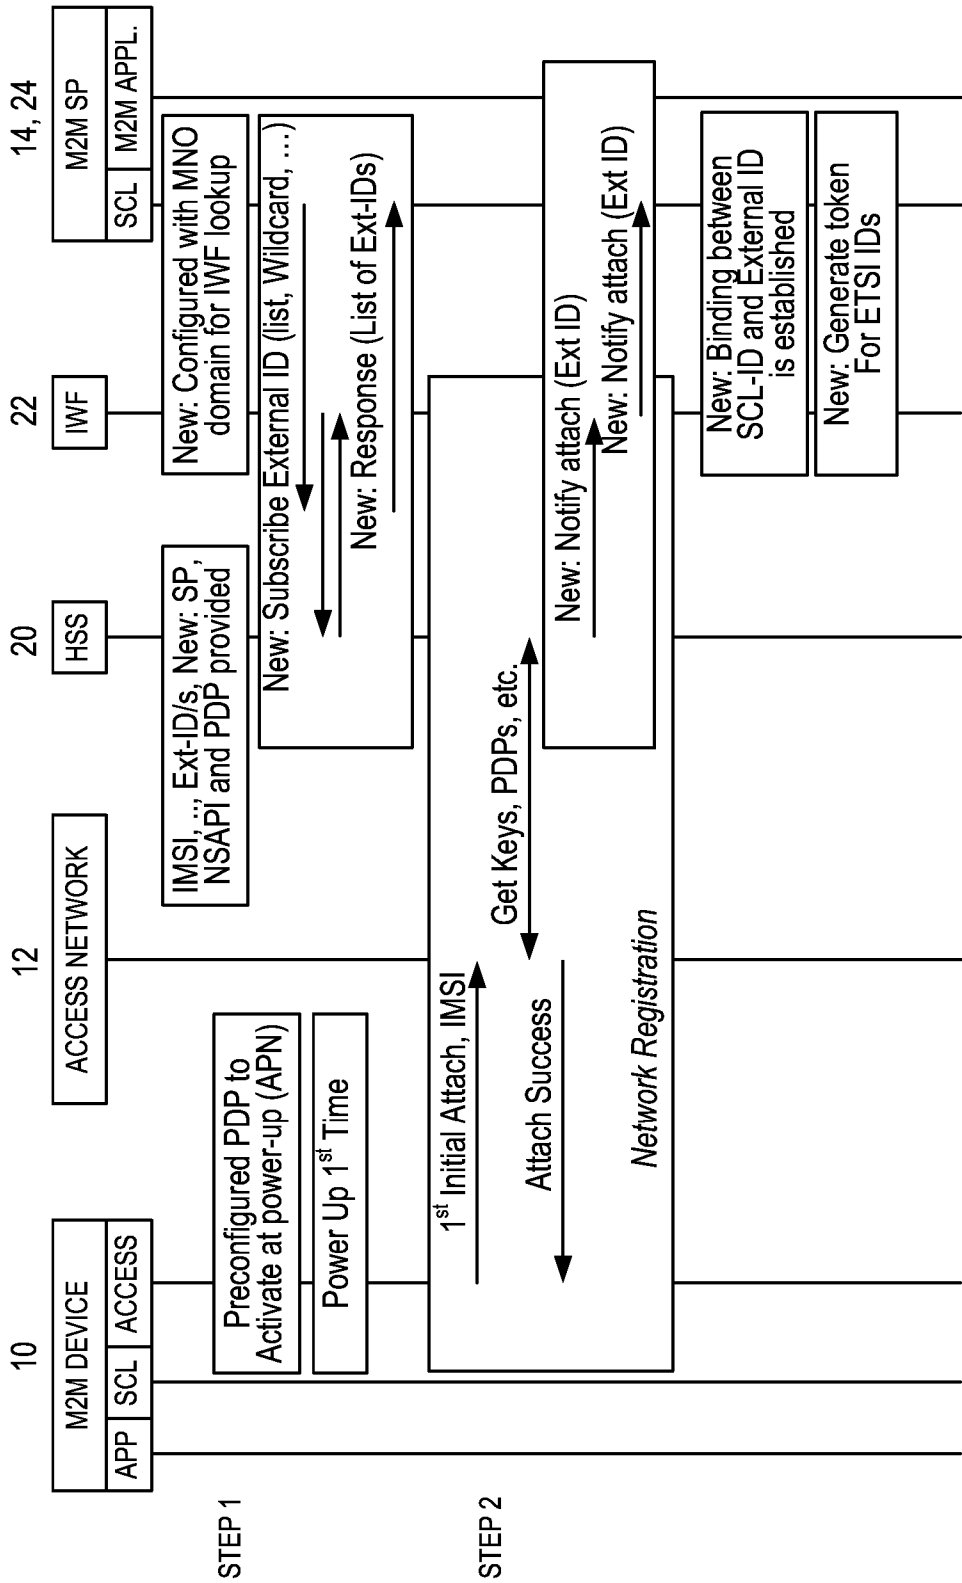 10
12
20
22
14, 24
M2M DEVICE
ACCESS NETWORK
HSS
IWF
M2M SP
APP
SCL
ACCESS
SCL
M2M APPL.
STEP 1
IMSI, ..., Ext-ID/s, New: SP,
NSAPI and PDP provided
New: Configured with MNO
domain for IWF lookup
Preconfigured PDP to
Activate at power-up (APN)
New: Subscribe External ID (list, Wildcard, ...)
Power Up 1st Time
New: Response (List of Ext-IDs)
STEP 2
1st Initial Attach, IMSI
Get Keys, PDPs, etc.
Attach Success
New: Notify attach (Ext ID)
New: Notify attach (Ext ID)
Network Registration
New: Binding between
SCL-ID and External ID
is established
New: Generate token
For ETSI IDs